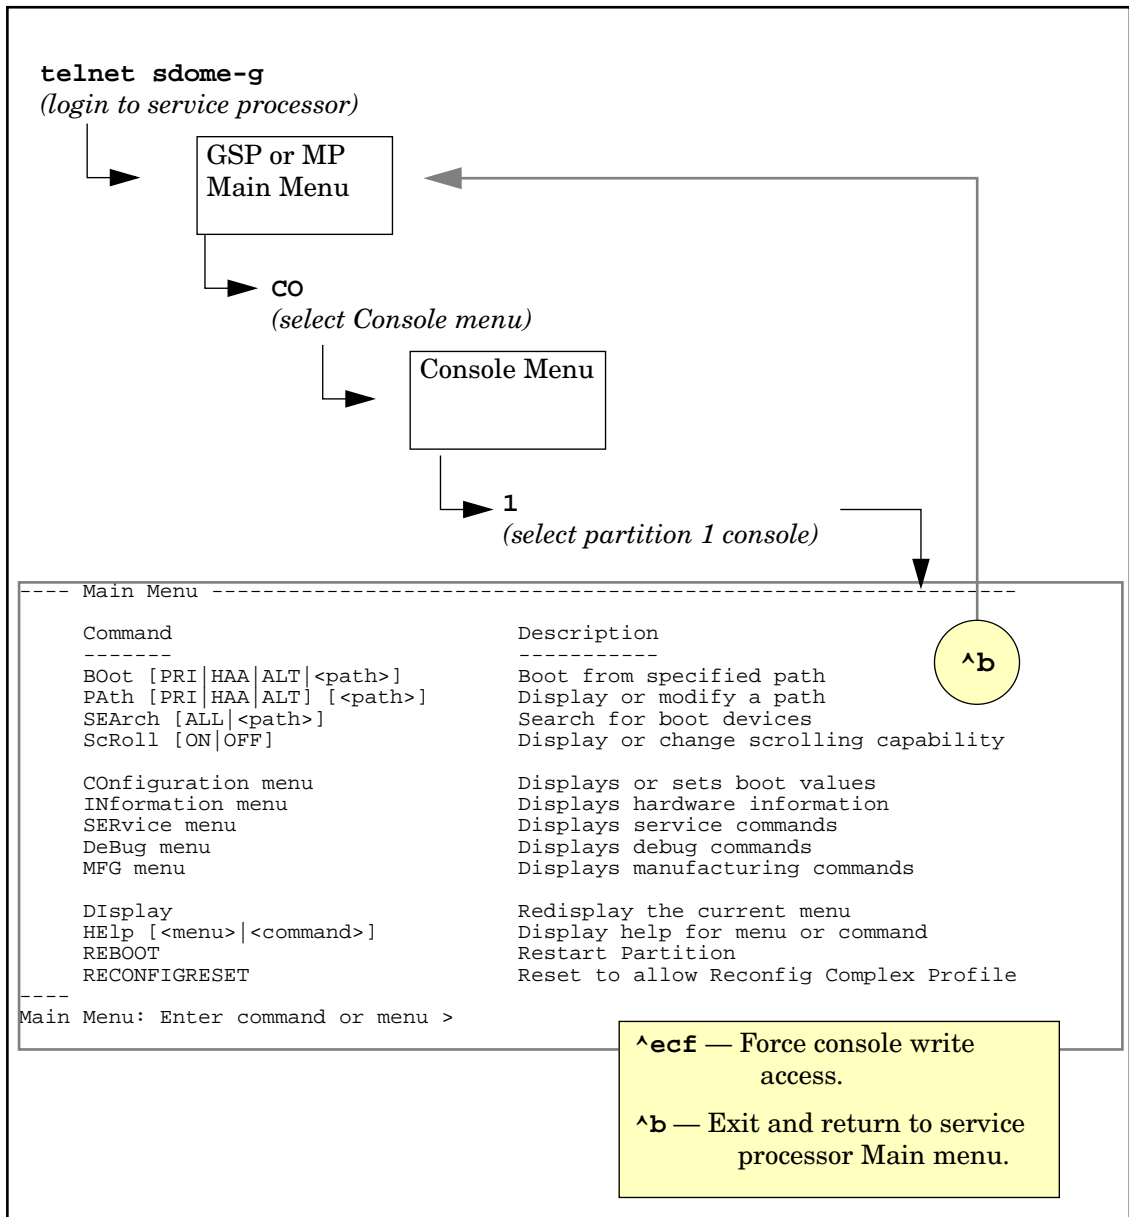 telnet sdome-g
(login to service processor)
GSP or MP
Main Menu
CO
(select Console menu)
Console Menu
1
(select partition 1 console)
---- Main Menu ---------------------------------------------------------------
Command Description
------- -----------
BOot [PRI|HAA|ALT|<path>] Boot from specified path
PAth [PRI|HAA|ALT] [<path>] Display or modify a path
SEArch [ALL|<path>] Search for boot devices
ScRoll [ON|OFF] Display or change scrolling capability
COnfiguration menu Displays or sets boot values
INformation menu Displays hardware information
SERvice menu Displays service commands
DeBug menu Displays debug commands
MFG menu Displays manufacturing commands
DIsplay Redisplay the current menu
HElp [<menu>|<command>] Display help for menu or command
REBOOT Restart Partition
RECONFIGRESET Reset to allow Reconfig Complex Profile
----
Main Menu: Enter command or menu >
^b
^ecf — Force console write
access.
^b — Exit and return to service
processor Main menu.